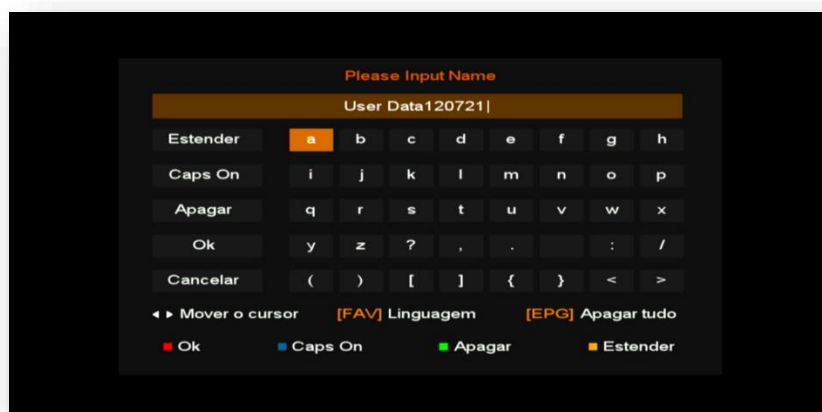 Please Input Name
User Data120721|
Estender a b c d e f g h
Caps On i j k l m n o p
Apagar q r s t u v w x
Ok y z ? , . : /
Cancelar ( ) [ ] { } < >
◂ ▸ Mover o cursor [FAV] Linguagem [EPG] Apagar tudo
Ok Caps On Apagar Estender